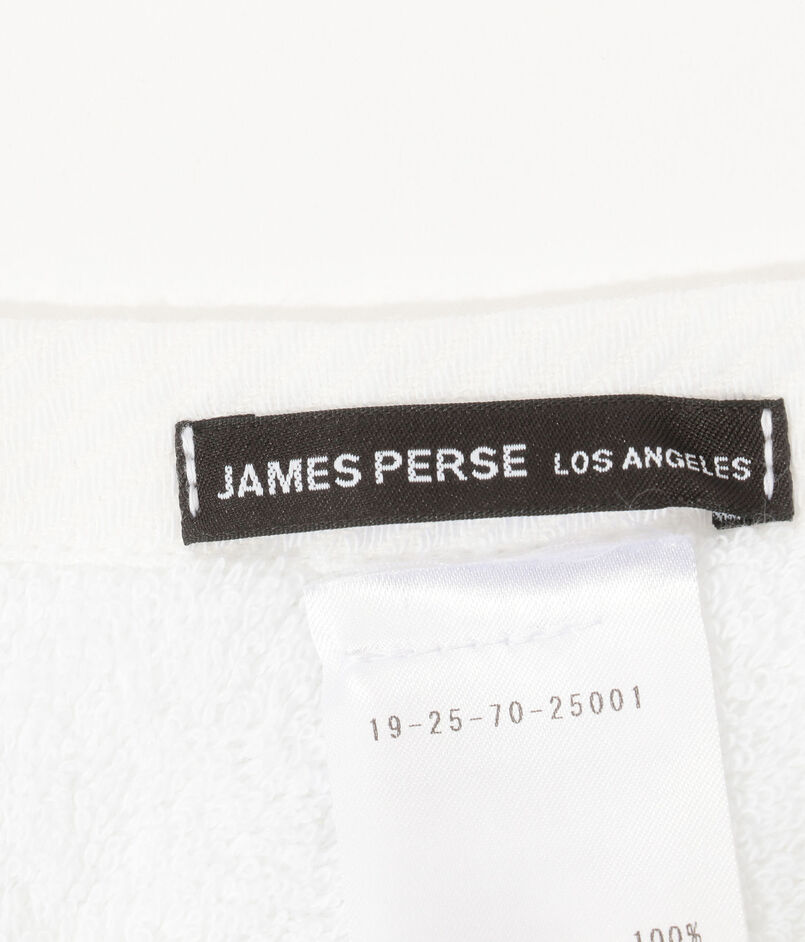 JAMES PERSE LOS ANGELES
19-25-70-25001
100%